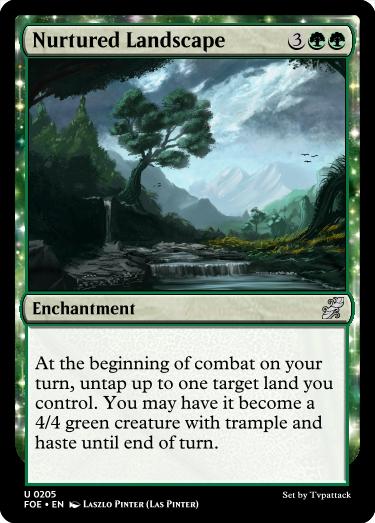 Nurtured Landscape 3
Enchantment
At the beginning of combat on your
turn, untap up to one target land you
control. You may have it become a
4/4 green creature with trample and
haste until end of turn.
U 0205
FOE • EN Laszlo Pinter (Las Pinter)
Set by Tvpattack